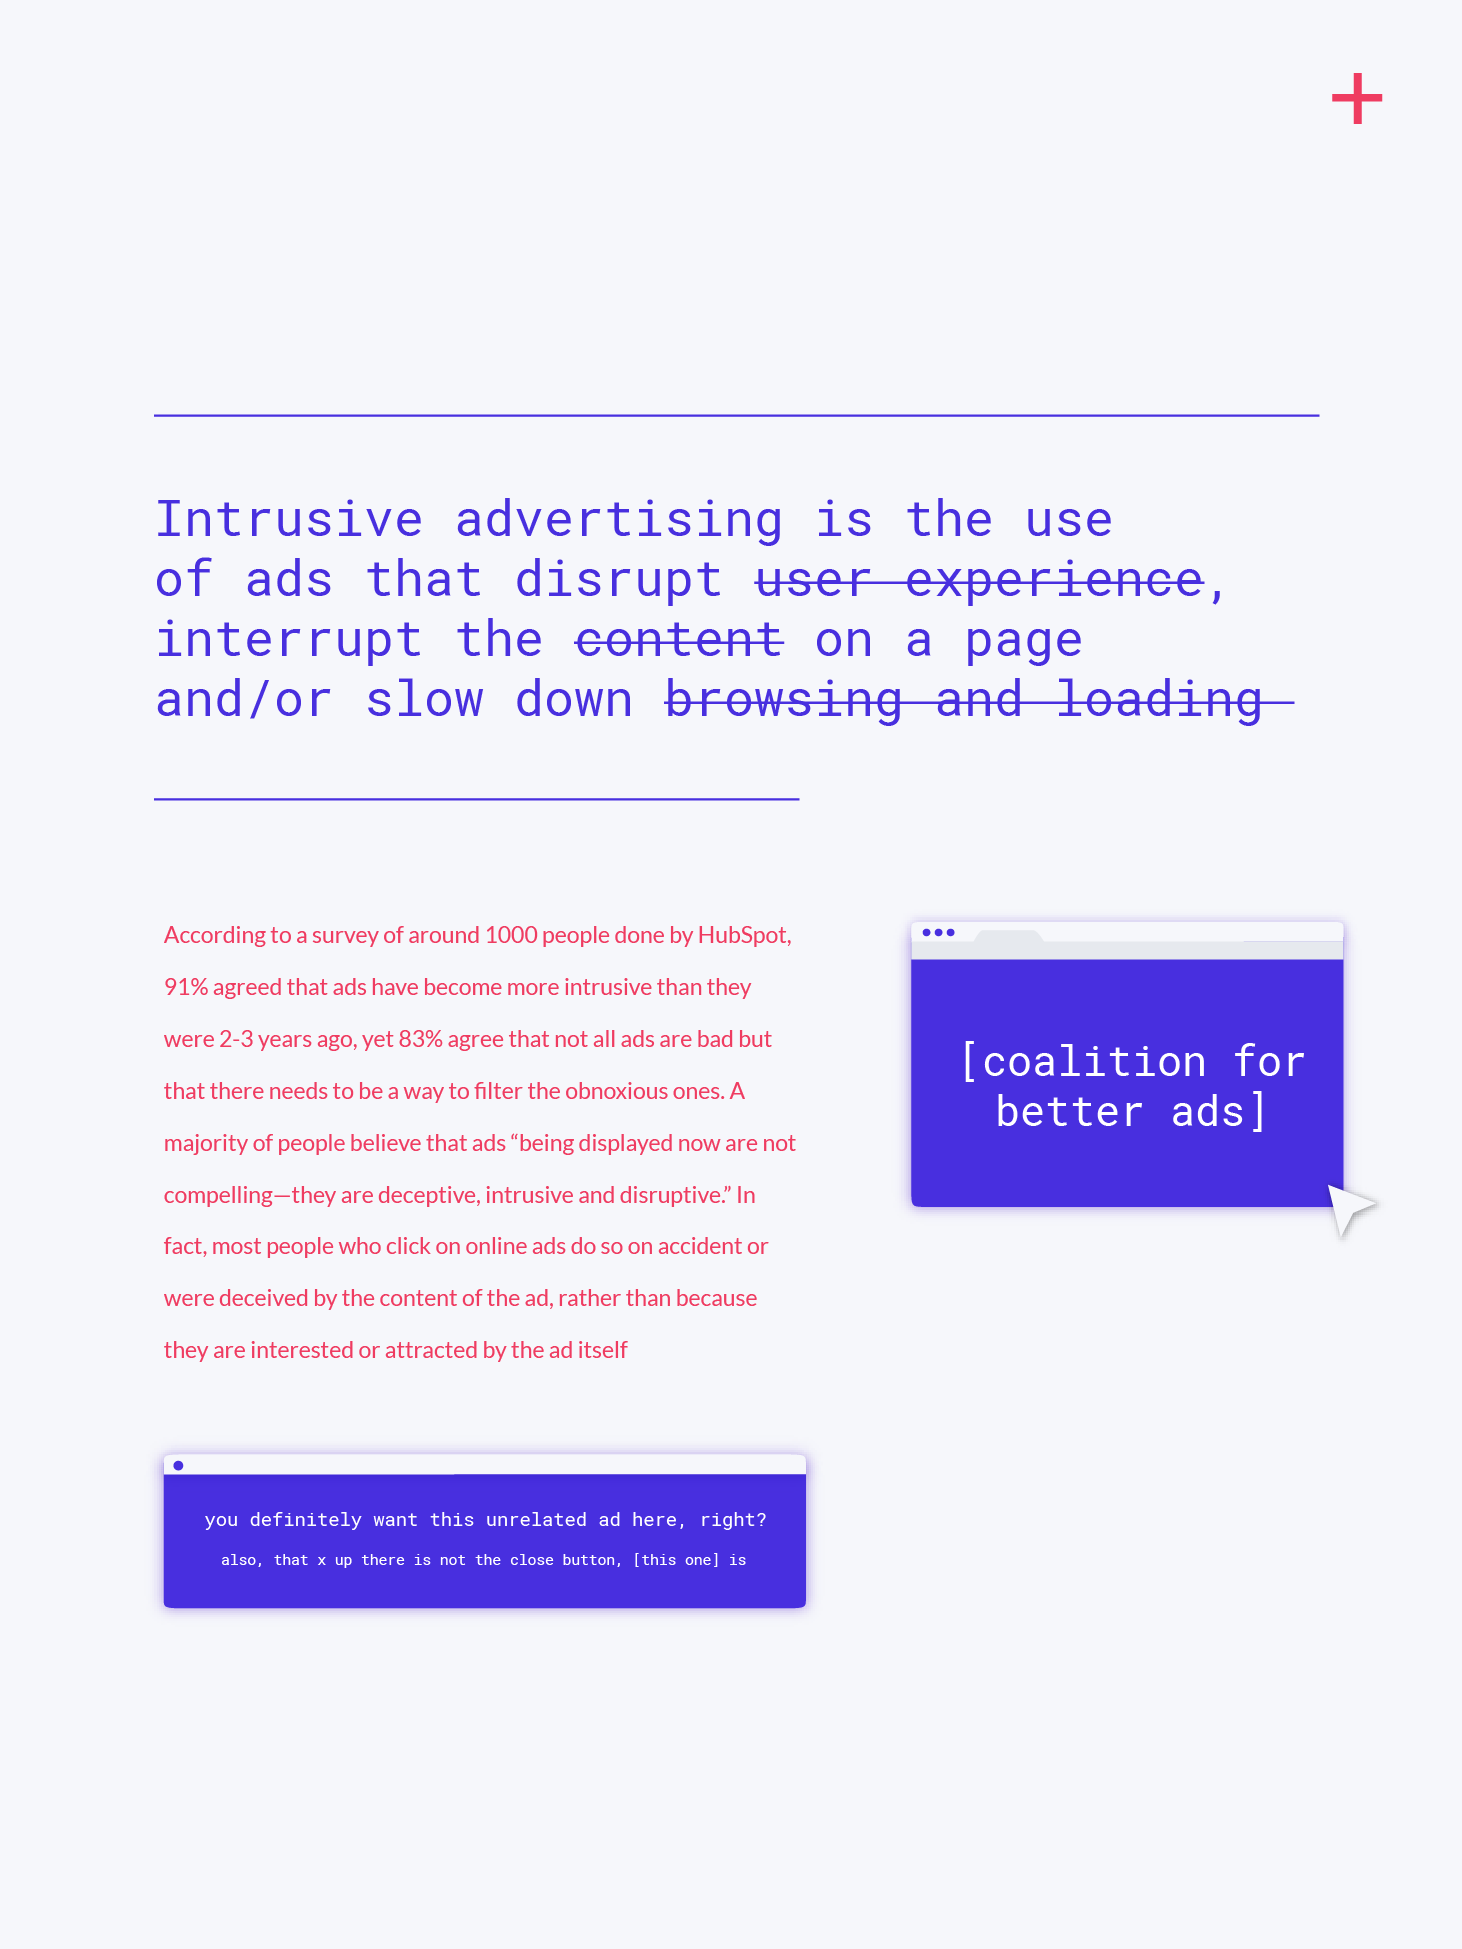 Intrusive advertising is the use
of ads that disrupt user experience,
interrupt the content on a page
and/or slow down browsing and loading
According to a survey of around 1000 people done by HubSpot,
91% agreed that ads have become more intrusive than they
were 2-3 years ago, yet 83% agree that not all ads are bad but
that there needs to be a way to filter the obnoxious ones. A
majority of people believe that ads “being displayed now are not
compelling—they are deceptive, intrusive and disruptive.” In
fact, most people who click on online ads do so on accident or
were deceived by the content of the ad, rather than because
they are interested or attracted by the ad itself
[coalition for
better ads]
you definitely want this unrelated ad here, right?
also, that x up there is not the close button, [this one] is